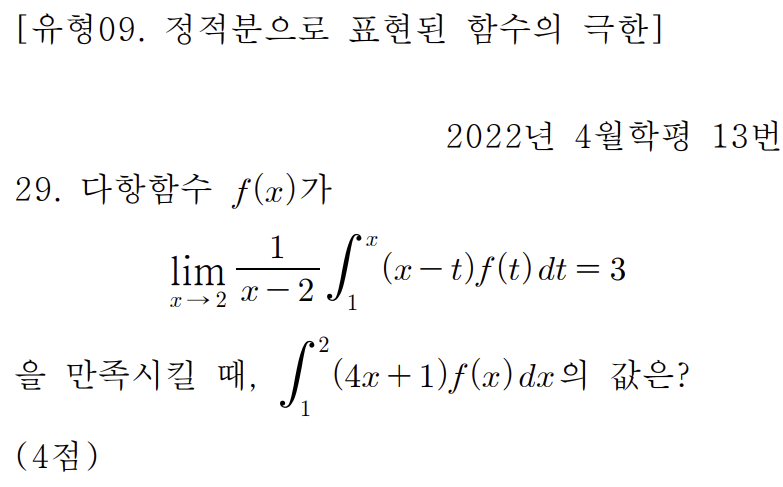 [유형09. 정적분으로 표현된 함수의 극한]
2022년 4월학평 13번
29. 다항함수 $f(x)$가
$\lim_{x \to 2} \frac{1}{x-2} \int_{1}^{x} (x-t)f(t)\,dt = 3$
을 만족시킬 때, $\int_{1}^{2} (4x+1)f(x)\,dx$의 값은?
(4점)